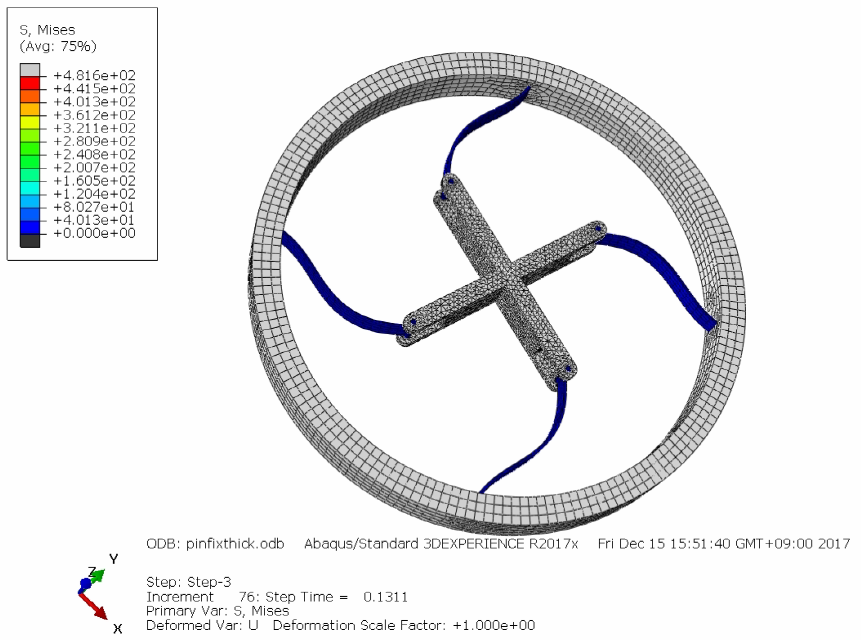 S, Mises
(Avg: 75%)
+4.816e+02
+4.415e+02
+4.013e+02
+3.612e+02
+3.211e+02
+2.809e+02
+2.408e+02
+2.007e+02
+1.605e+02
+1.204e+02
+8.027e+01
+4.013e+01
+0.000e+00
ODB: pinfixthick.odb Abaqus/Standard 3DEXPERIENCE R2017x Fri Dec 15 15:51:40 GMT+09:00 2017
Y
Z
X
Step: Step-3
Increment 76: Step Time = 0.1311
Primary Var: S, Mises
Deformed Var: U Deformation Scale Factor: +1.000e+00